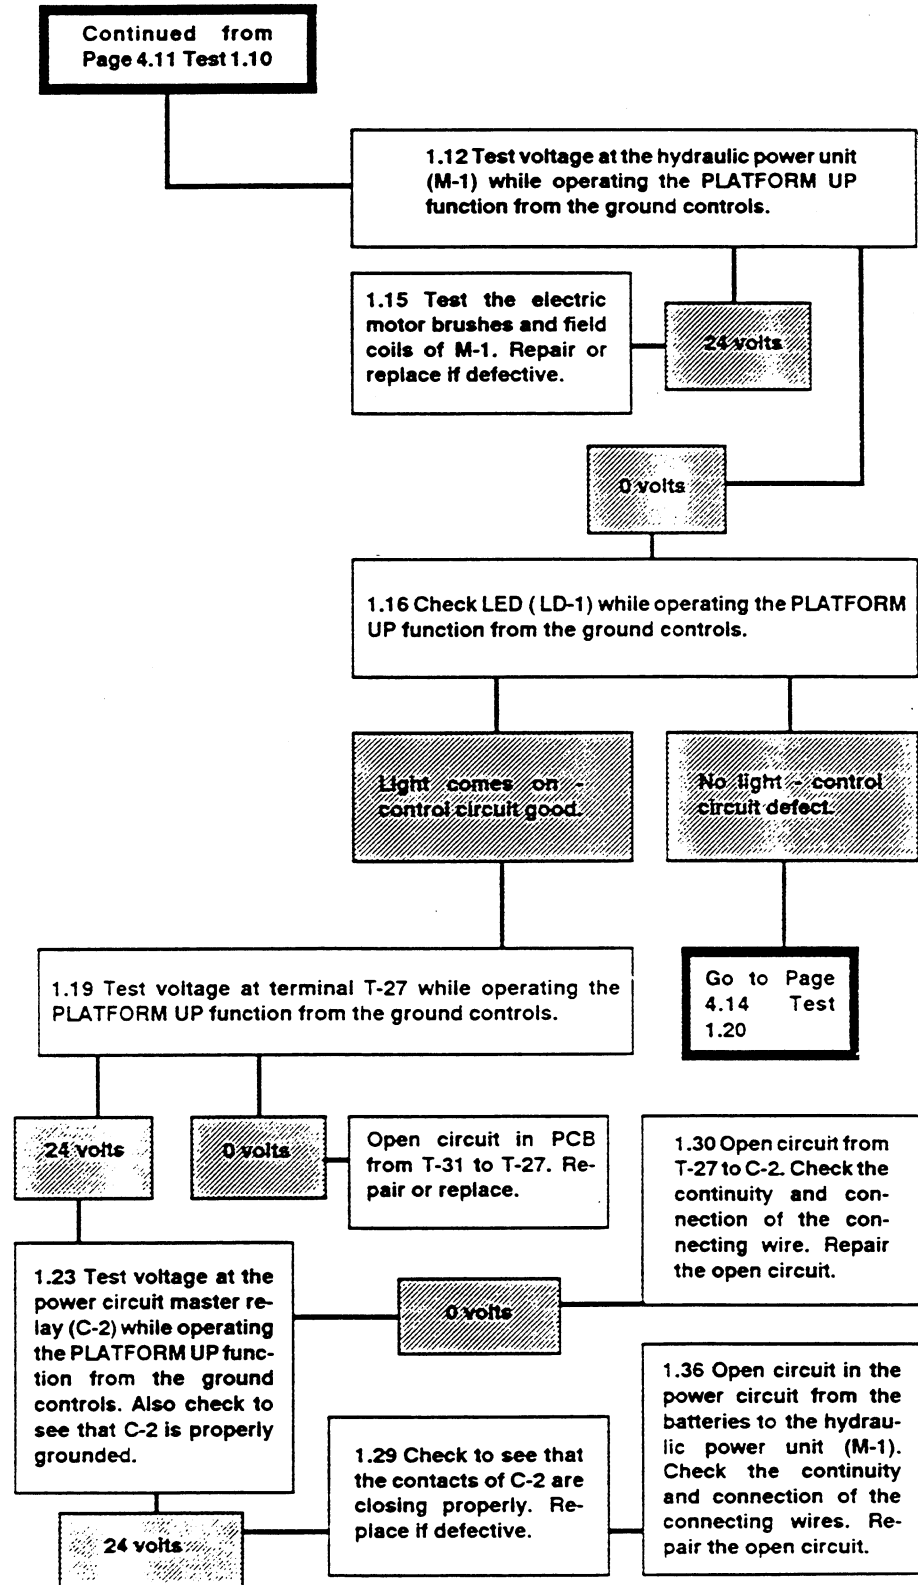 Continued from
Page 4.11 Test 1.10
1.12 Test voltage at the hydraulic power unit
(M-1) while operating the PLATFORM UP
function from the ground controls.
1.15 Test the electric
motor brushes and field
coils of M-1. Repair or
replace if defective.
24 volts
0 volts
1.16 Check LED ( LD-1) while operating the PLATFORM
UP function from the ground controls.
Light comes on -
control circuit good.
No light - control
circuit defect.
1.19 Test voltage at terminal T-27 while operating the
PLATFORM UP function from the ground controls.
Go to Page
4.14 Test
1.20
24 volts
0 volts
Open circuit in PCB
from T-31 to T-27. Re-
pair or replace.
1.30 Open circuit from
T-27 to C-2. Check the
continuity and con-
nection of the con-
necting wire. Repair
the open circuit.
1.23 Test voltage at the
power circuit master re-
lay (C-2) while operating
the PLATFORM UP func-
tion from the ground
controls. Also check to
see that C-2 is properly
grounded.
0 volts
1.36 Open circuit in the
power circuit from the
batteries to the hydrau-
lic power unit (M-1).
Check the continuity
and connection of the
connecting wires. Re-
pair the open circuit.
1.29 Check to see that
the contacts of C-2 are
closing properly. Re-
place if defective.
24 volts